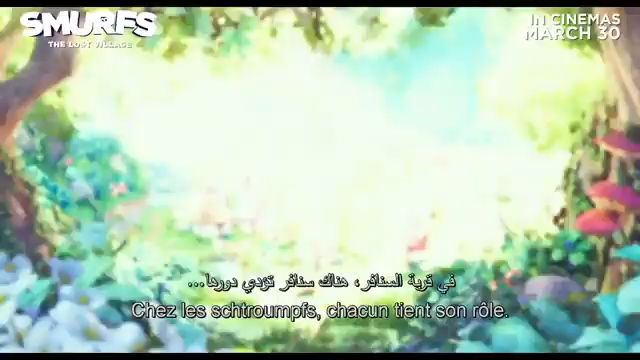 SMURFS
THE LOST VILLAGE
IN CINEMAS
MARCH 30
في قرية السنافر، هناك سنافر تؤدي دورها...
Chez les schtroumpfs, chacun tient son rôle.